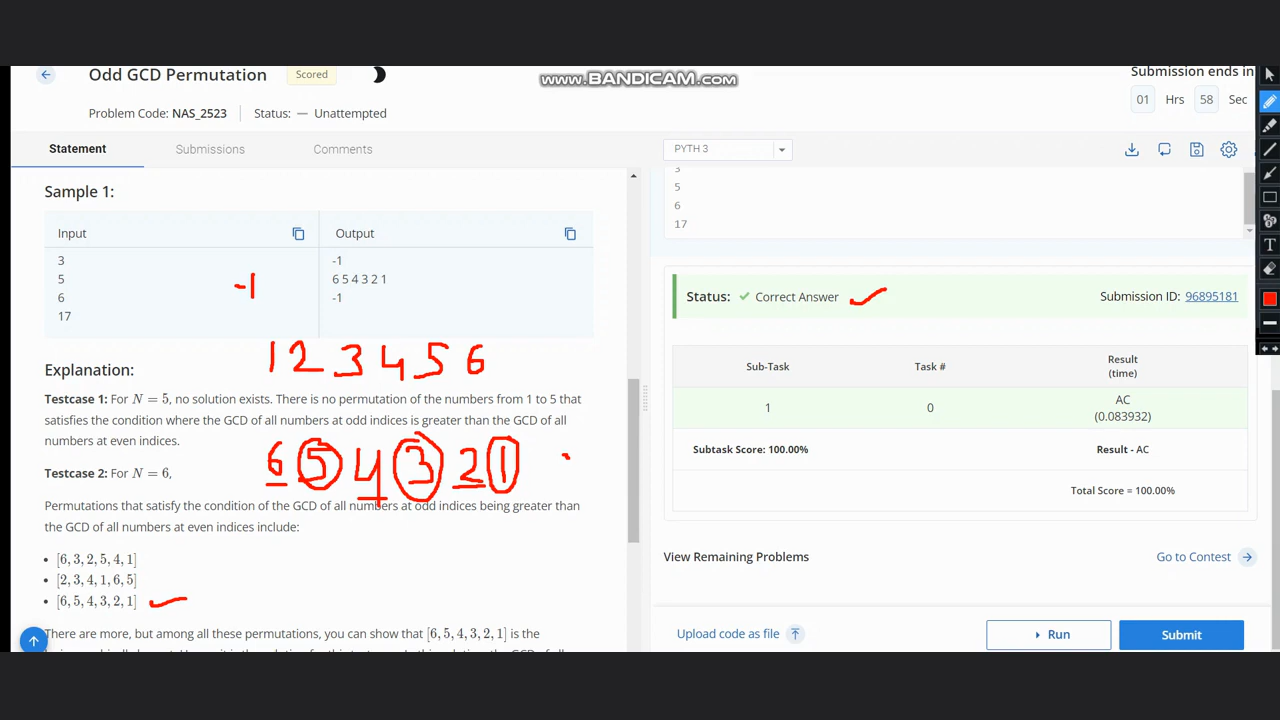 www.BANDICAM.com
Odd GCD Permutation Scored
Submission ends in
01 Hrs 58 Sec
Problem Code: NAS_2523 Status: — Unattempted
Statement Submissions Comments
PYTH 3
3
5
6
17
Sample 1:
Input Output
3 -1
5 6 5 4 3 2 1
6 -1
17
-1
1 2 3 4 5 6
Explanation:
Testcase 1: For N = 5, no solution exists. There is no permutation of the numbers from 1 to 5 that
satisfies the condition where the GCD of all numbers at odd indices is greater than the GCD of all
numbers at even indices.
6 5 4 3 2 1
Testcase 2: For N = 6,
Permutations that satisfy the condition of the GCD of all numbers at odd indices being greater than
the GCD of all numbers at even indices include:
• [6, 3, 2, 5, 4, 1]
• [2, 3, 4, 1, 6, 5]
• [6, 5, 4, 3, 2, 1]
There are more, but among all these permutations, you can show that [6, 5, 4, 3, 2, 1] is the
Status: Correct Answer Submission ID: 96895181
Sub-Task Task # Result
(time)
1 0 AC
(0.083932)
Subtask Score: 100.00% Result - AC
Total Score = 100.00%
View Remaining Problems Go to Contest
Upload code as file Run Submit